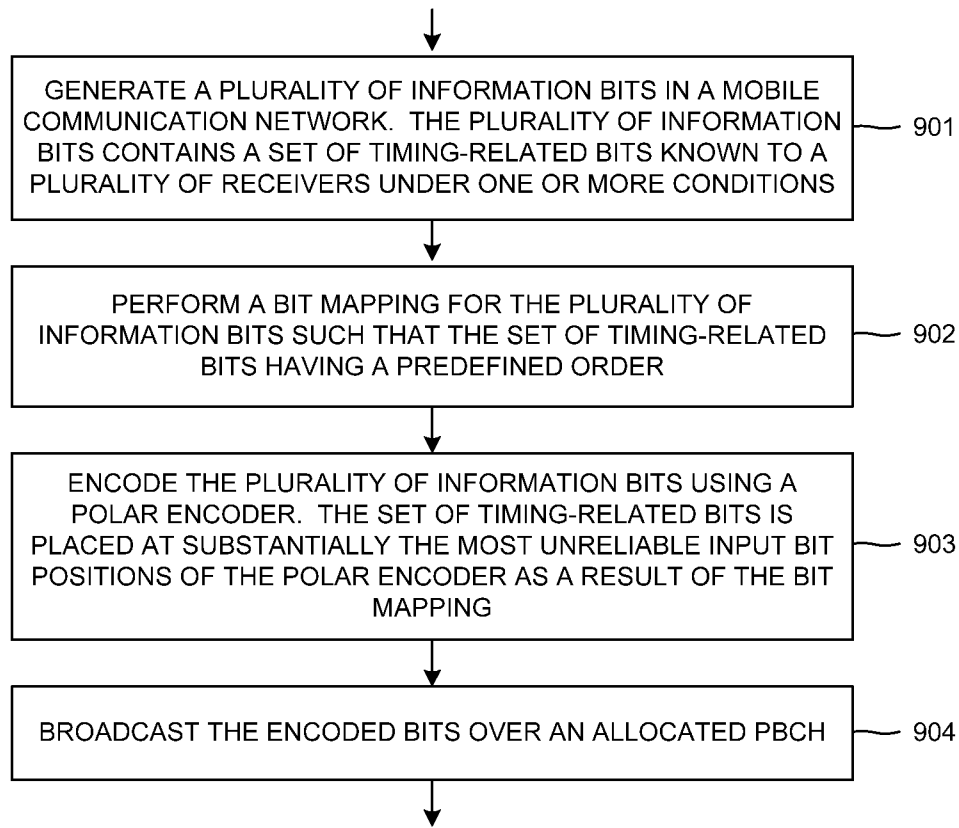 GENERATE A PLURALITY OF INFORMATION BITS IN A MOBILE
COMMUNICATION NETWORK. THE PLURALITY OF INFORMATION
BITS CONTAINS A SET OF TIMING-RELATED BITS KNOWN TO A
PLURALITY OF RECEIVERS UNDER ONE OR MORE CONDITIONS
901
PERFORM A BIT MAPPING FOR THE PLURALITY OF
INFORMATION BITS SUCH THAT THE SET OF TIMING-RELATED
BITS HAVING A PREDEFINED ORDER
902
ENCODE THE PLURALITY OF INFORMATION BITS USING A
POLAR ENCODER. THE SET OF TIMING-RELATED BITS IS
PLACED AT SUBSTANTIALLY THE MOST UNRELIABLE INPUT BIT
POSITIONS OF THE POLAR ENCODER AS A RESULT OF THE BIT
MAPPING
903
BROADCAST THE ENCODED BITS OVER AN ALLOCATED PBCH
904